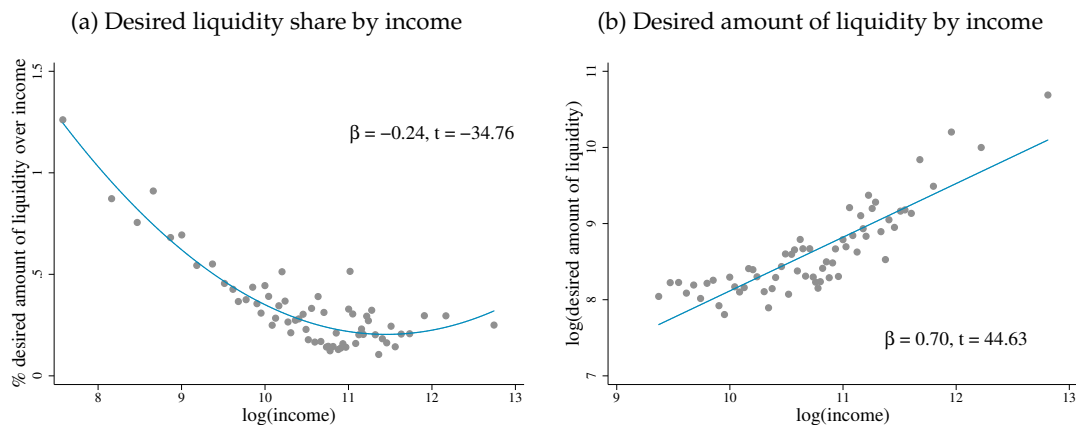 (a) Desired liquidity share by income
% desired amount of liquidity over income
1.5
1
.5
0
β = −0.24, t = −34.76
8 9 10 11 12 13
log(income)
(b) Desired amount of liquidity by income
log(desired amount of liquidity)
11
10
9
8
7
β = 0.70, t = 44.63
9 10 11 12 13
log(income)